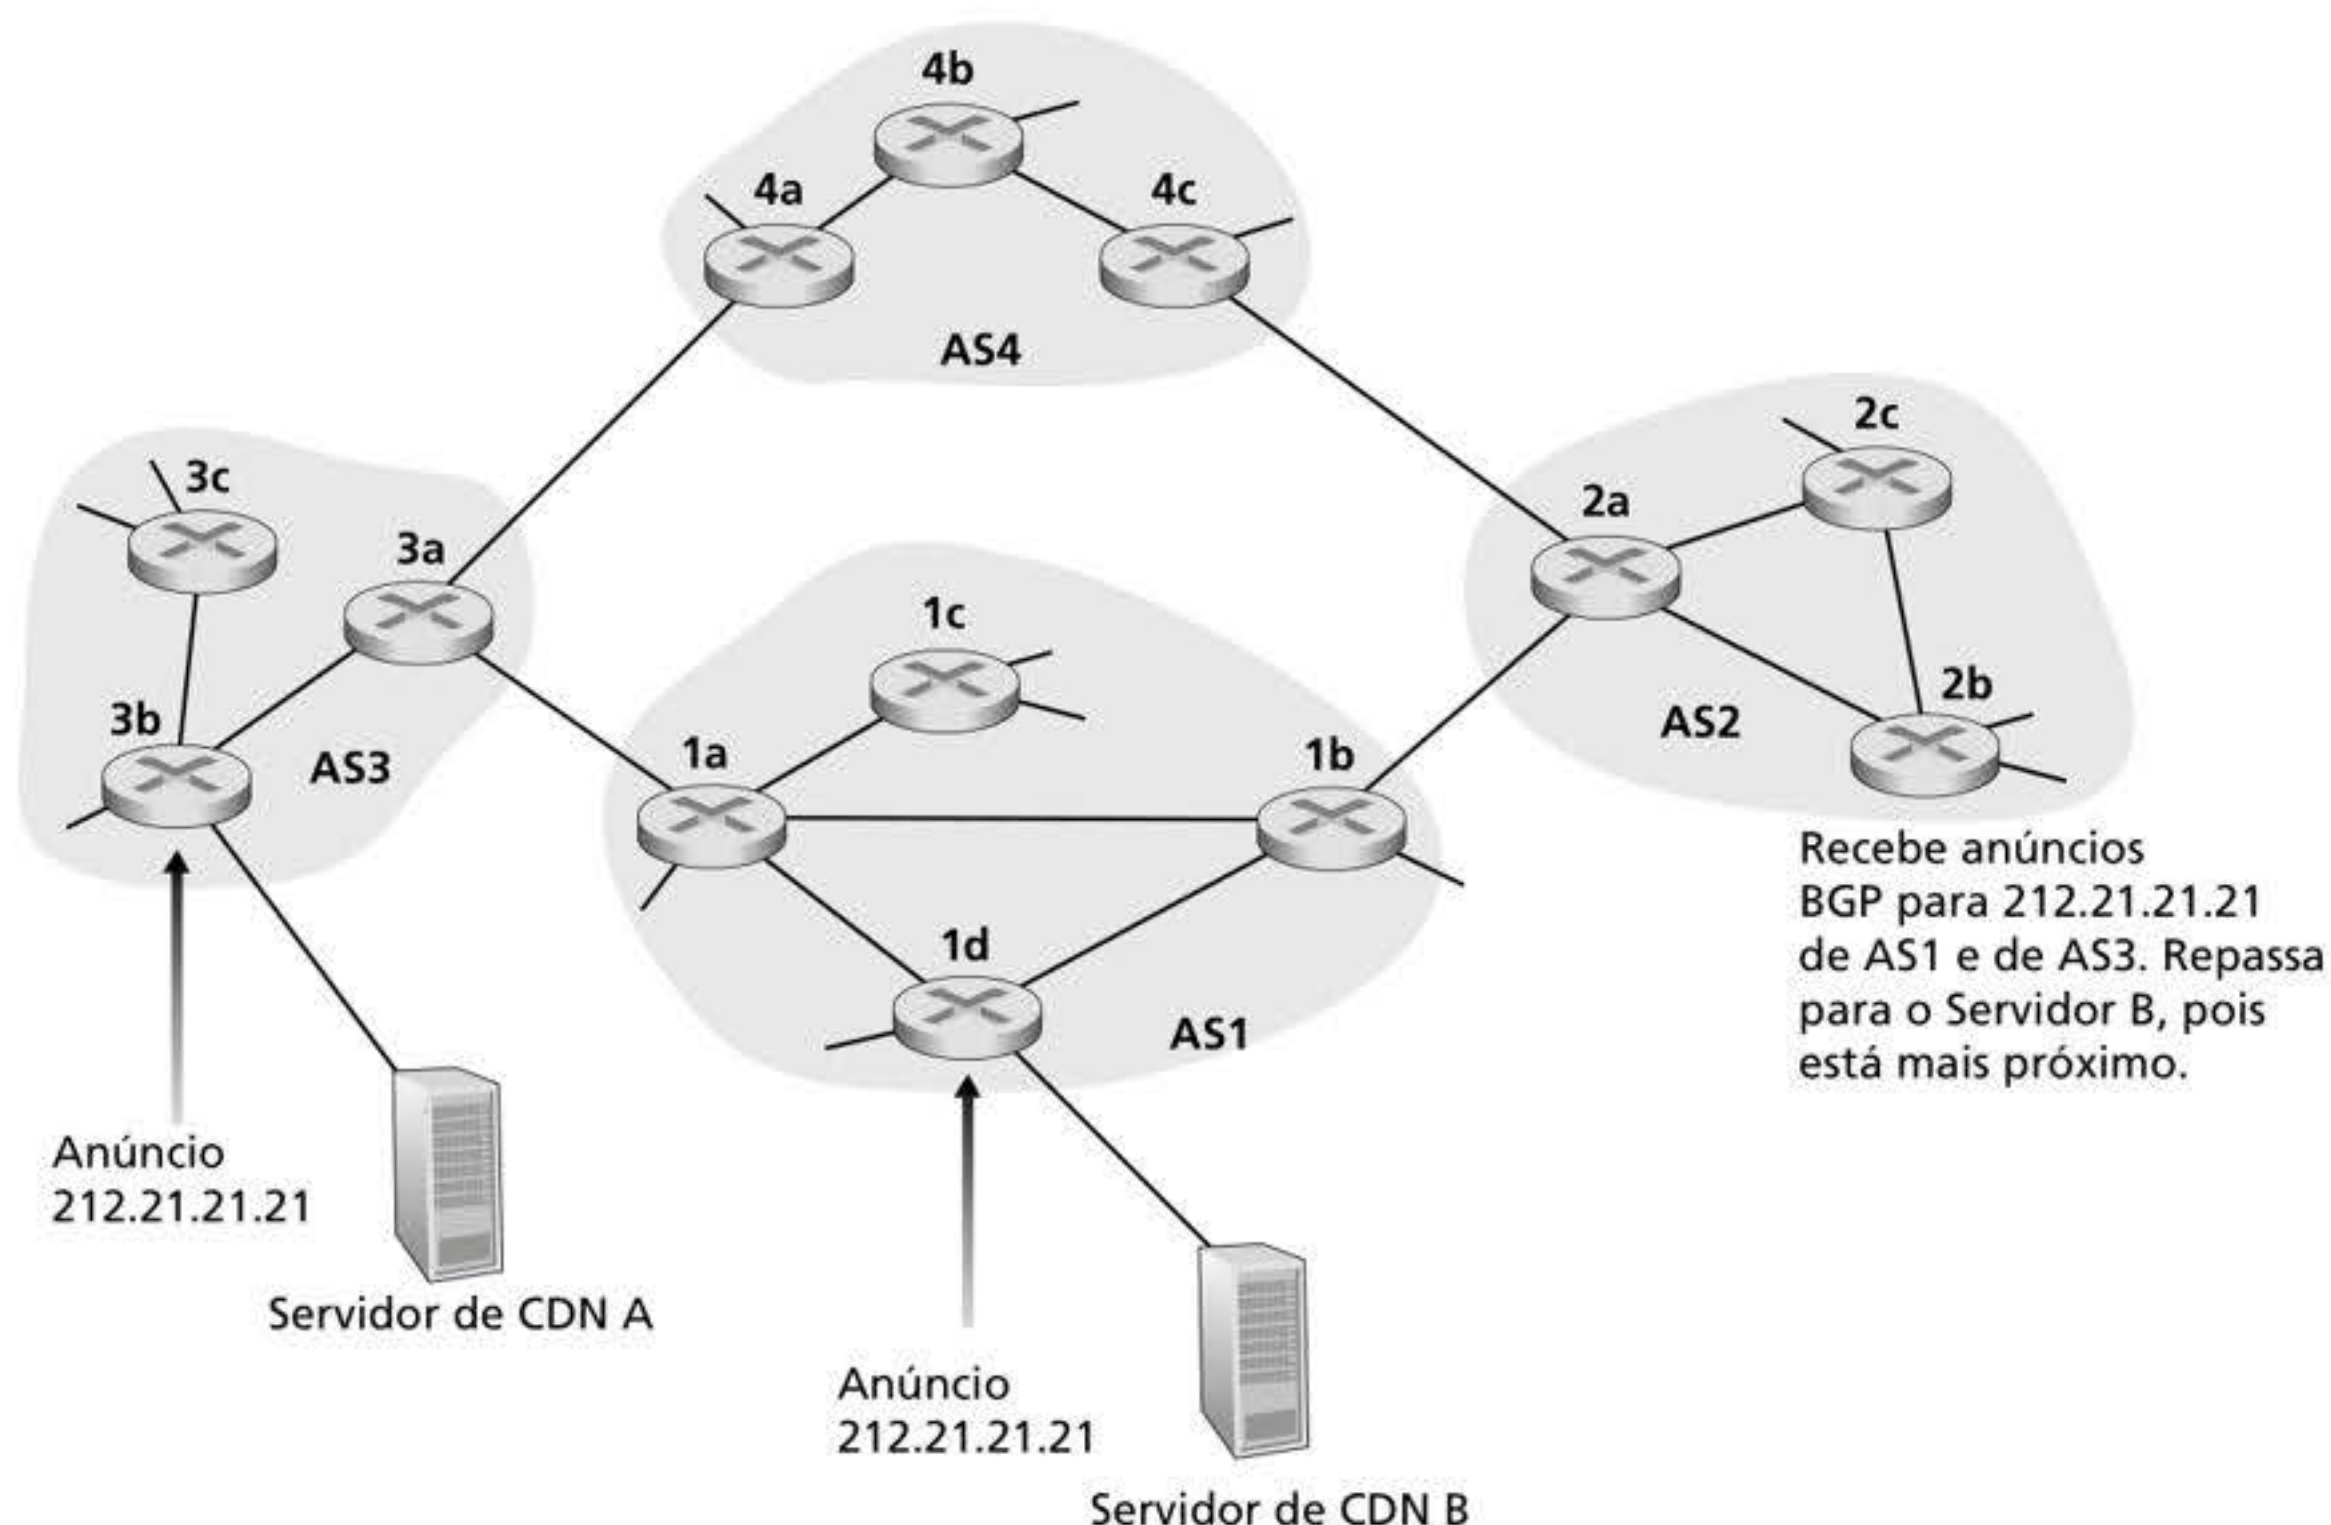 4b
4a
4c
AS4
2c
2a
3c
3a
1c
2b
AS2
3b
1a
1b
AS3
Recebe anúncios
BGP para 212.21.21.21
de AS1 e de AS3. Repassa
para o Servidor B, pois
está mais próximo.
1d
AS1
Anúncio
212.21.21.21
Servidor de CDN A
Anúncio
212.21.21.21
Servidor de CDN B